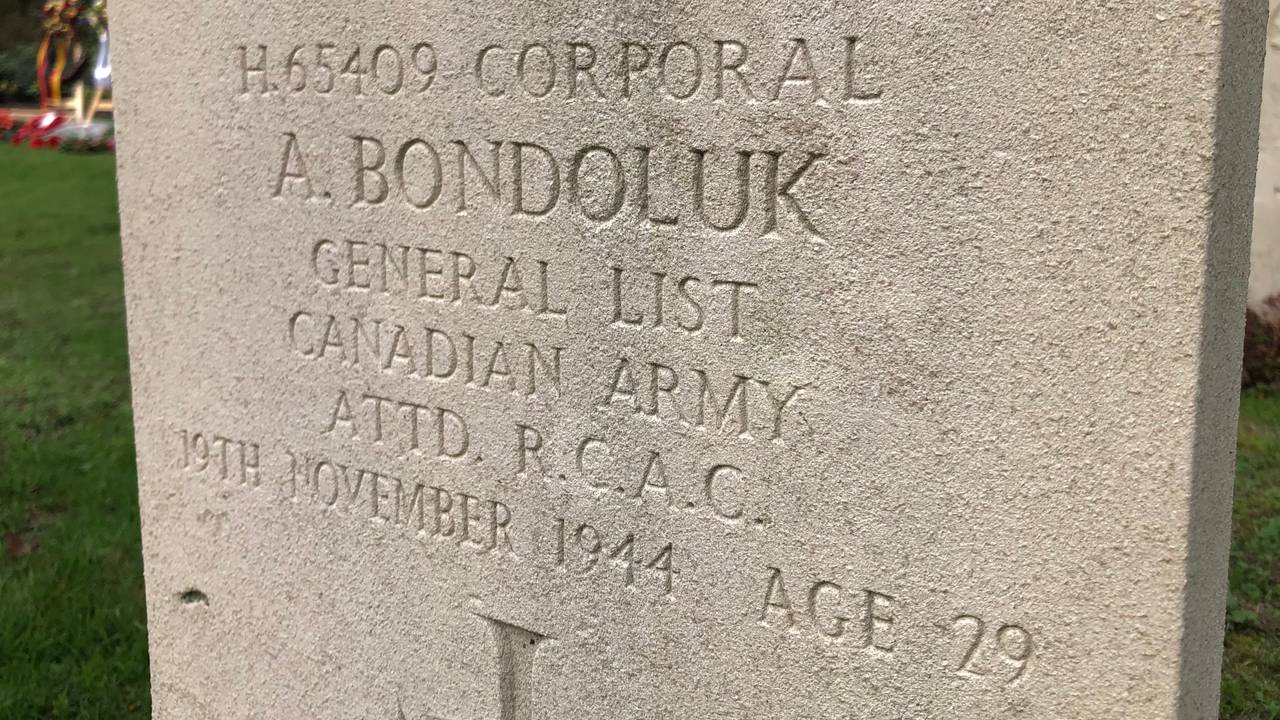 H.65409 CORPORAL
A. BONDOLUK
GENERAL LIST
CANADIAN ARMY
ATTD. R.C.A.C.
19TH NOVEMBER 1944 AGE 29